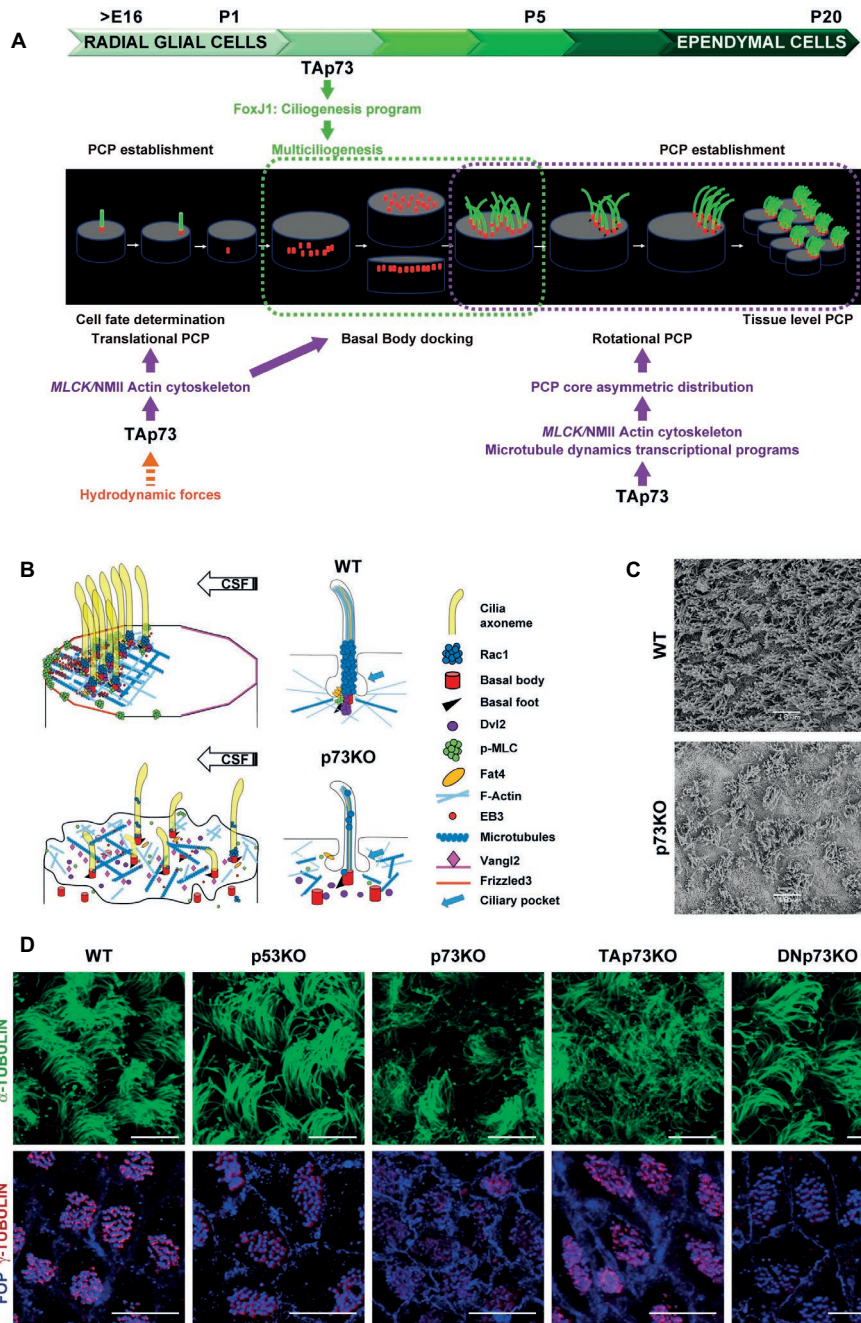 A
>E16 P1 P5 P20
RADIAL GLIAL CELLS EPENDYMAL CELLS
TAp73
FoxJ1: Ciliogenesis program
PCP establishment Multiciliogenesis PCP establishment
Cell fate determination Tissue level PCP
Translational PCP Basal Body docking Rotational PCP
MLCK/NMII Actin cytoskeleton PCP core asymmetric distribution
TAp73 MLCK/NMII Actin cytoskeleton
Microtubule dynamics transcriptional programs
Hydrodynamic forces TAp73
B
CSF
WT
CSF
p73KO
Cilia
axoneme
Rac1
Basal body
Basal foot
Dvl2
p-MLC
Fat4
F-Actin
EB3
Microtubules
Vangl2
Frizzled3
Ciliary pocket
C
WT
p73KO
D
WT p53KO p73KO TAp73KO DNp73KO
α-TUBULIN
FOP γ-TUBULIN